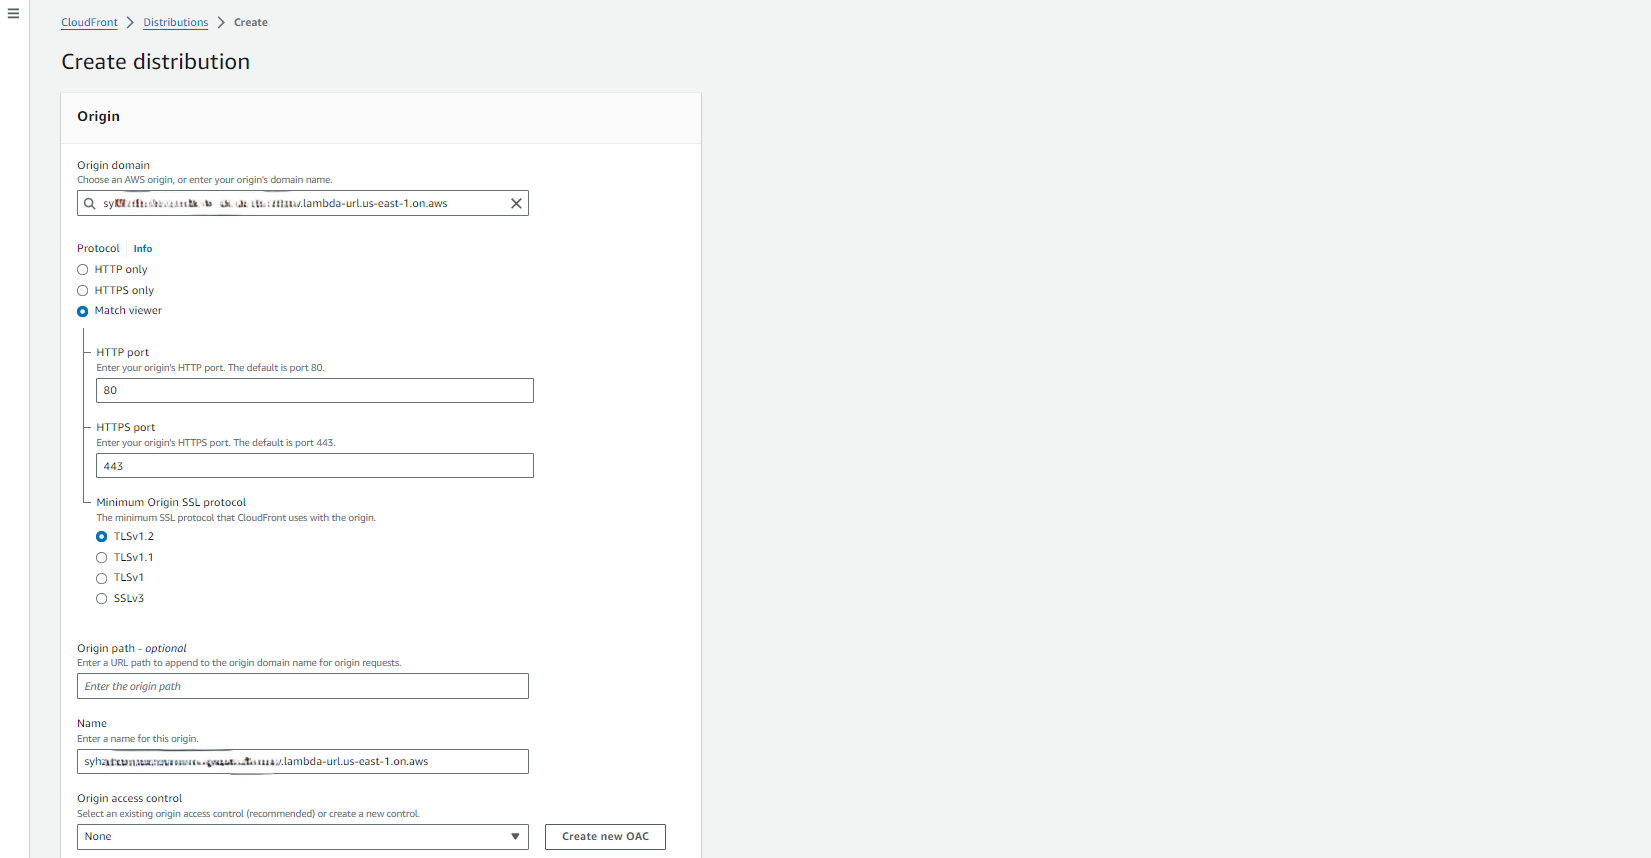 CloudFront > Distributions > Create
Create distribution
Origin
Origin domain
Choose an AWS origin, or enter your origin's domain name.
.lambda-url.us-east-1.on.aws
Protocol | Info
HTTP only
HTTPS only
Match viewer
HTTP port
Enter your origin's HTTP port. The default is port 80.
80
HTTPS port
Enter your origin's HTTPS port. The default is port 443.
443
Minimum Origin SSL protocol
The minimum SSL protocol that CloudFront uses with the origin.
TLSv1.2
TLSv1.1
TLSv1
SSLv3
Origin path - optional
Enter a URL path to append to the origin domain name for origin requests.
Enter the origin path
Name
Enter a name for this origin.
.lambda-url.us-east-1.on.aws
Origin access control
Select an existing origin access control (recommended) or create a new control.
None
Create new OAC